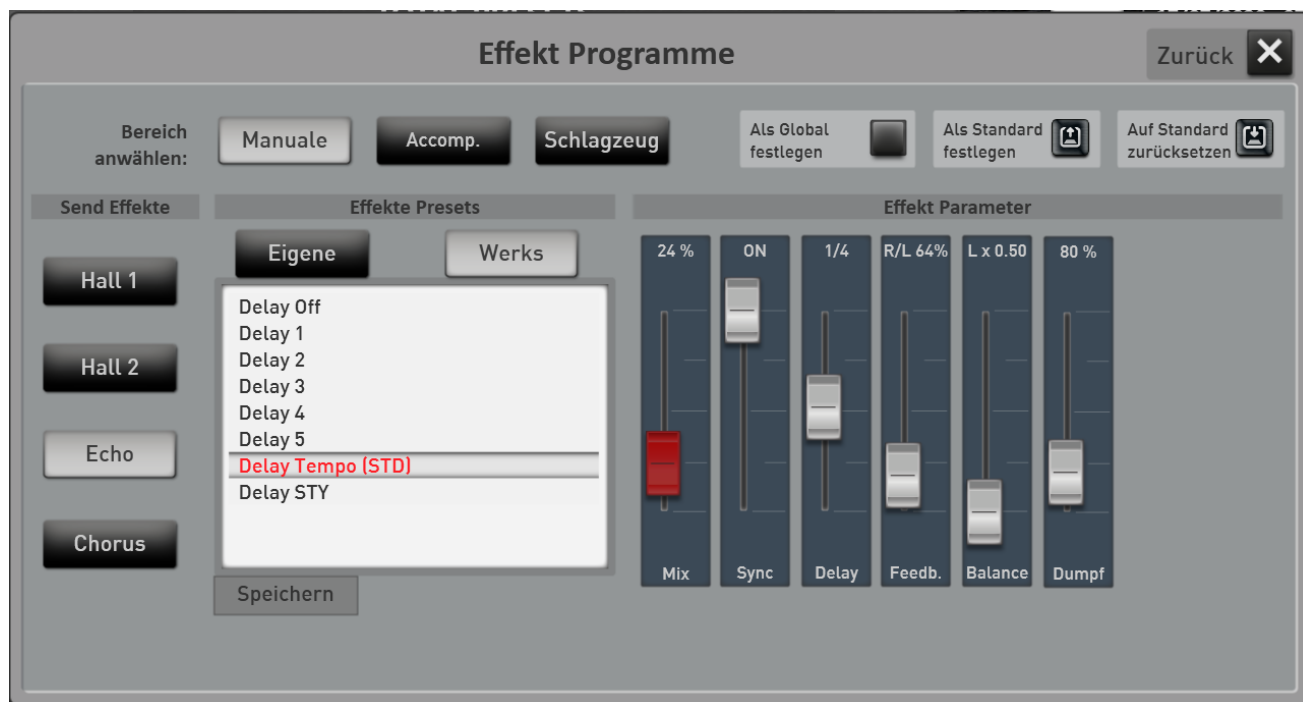 Effekt Programme
Zurück
Bereich
anwählen:
Manuale
Accomp.
Schlagzeug
Als Global
festlegen
Als Standard
festlegen
Auf Standard
zurücksetzen
Send Effekte
Effekte Presets
Effekt Parameter
Hall 1
Hall 2
Echo
Chorus
Eigene
Werks
Delay Off
Delay 1
Delay 2
Delay 3
Delay 4
Delay 5
Delay Tempo (STD)
Delay STY
Speichern
24 %
ON
1/4
R/L 64%
L x 0.50
80 %
Mix
Sync
Delay
Feedb.
Balance
Dumpf